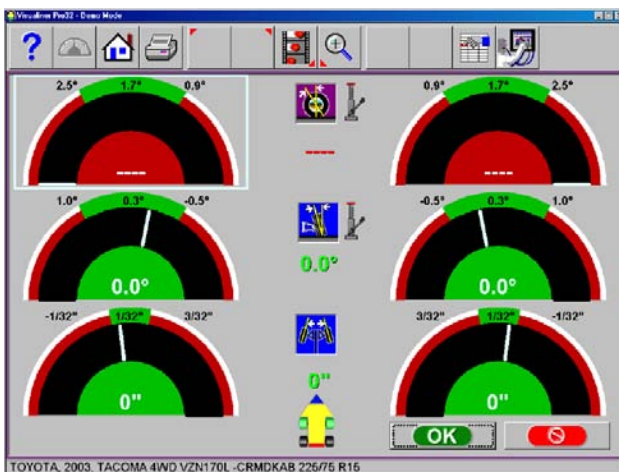 Visualiner Pro32 - Demo Mode
?
2.5° 1.7° 0.9°
----
----
0.9° 1.7° 2.5°
----
1.0° 0.3° -0.5°
0.0°
0.0°
-0.5° 0.3° 1.0°
0.0°
-1/32" 1/32" 3/32"
0"
0"
3/32" 1/32" -1/32"
0"
OK
TOYOTA, 2003, TACOMA 4WD VZN170L -CRMDKAB 225/75 R15